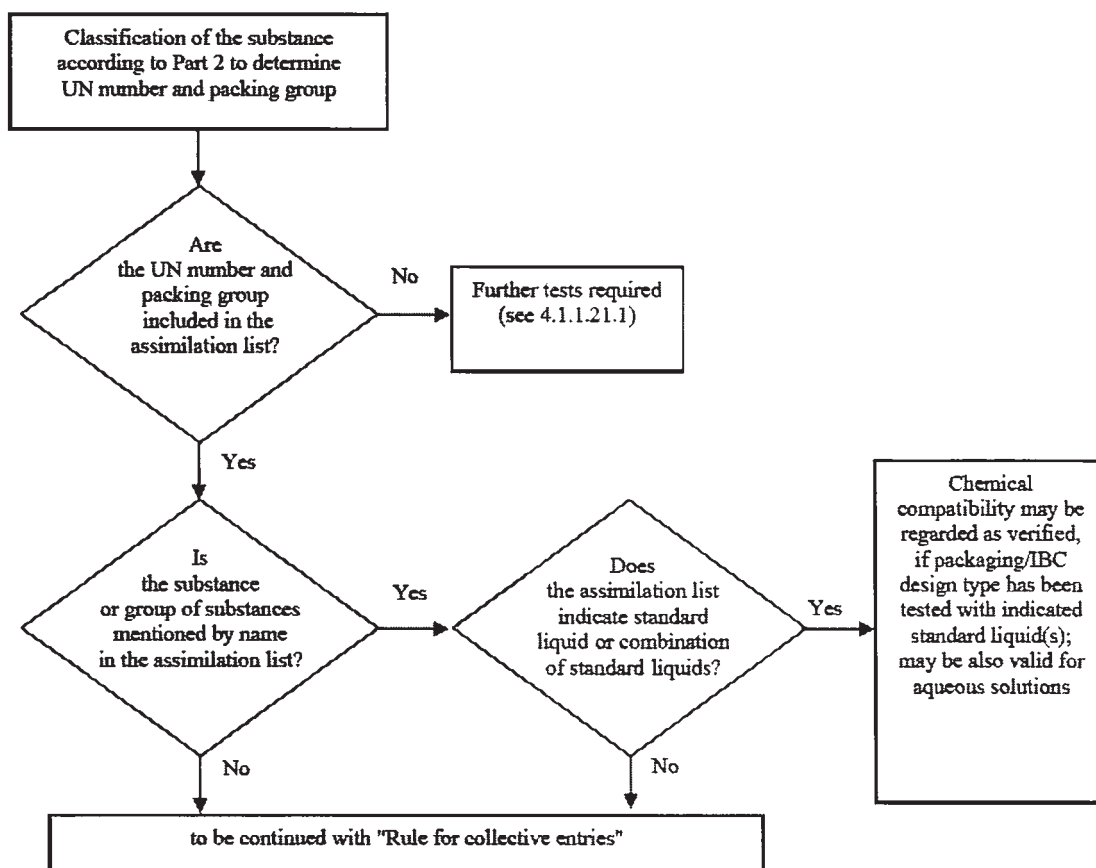 Classification of the substance
according to Part 2 to determine
UN number and packing group
Are
the UN number and
packing group
included in the
assimilation list?
No
Further tests required
(see 4.1.1.21.1)
Yes
Is
the substance
or group of substances
mentioned by name
in the assimilation list?
Yes
Does
the assimilation list
indicate standard
liquid or combination
of standard liquids?
Yes
Chemical
compatibility may be
regarded as verified,
if packaging/IBC
design type has been
tested with indicated
standard liquid(s);
may be also valid for
aqueous solutions
No
No
to be continued with "Rule for collective entries"